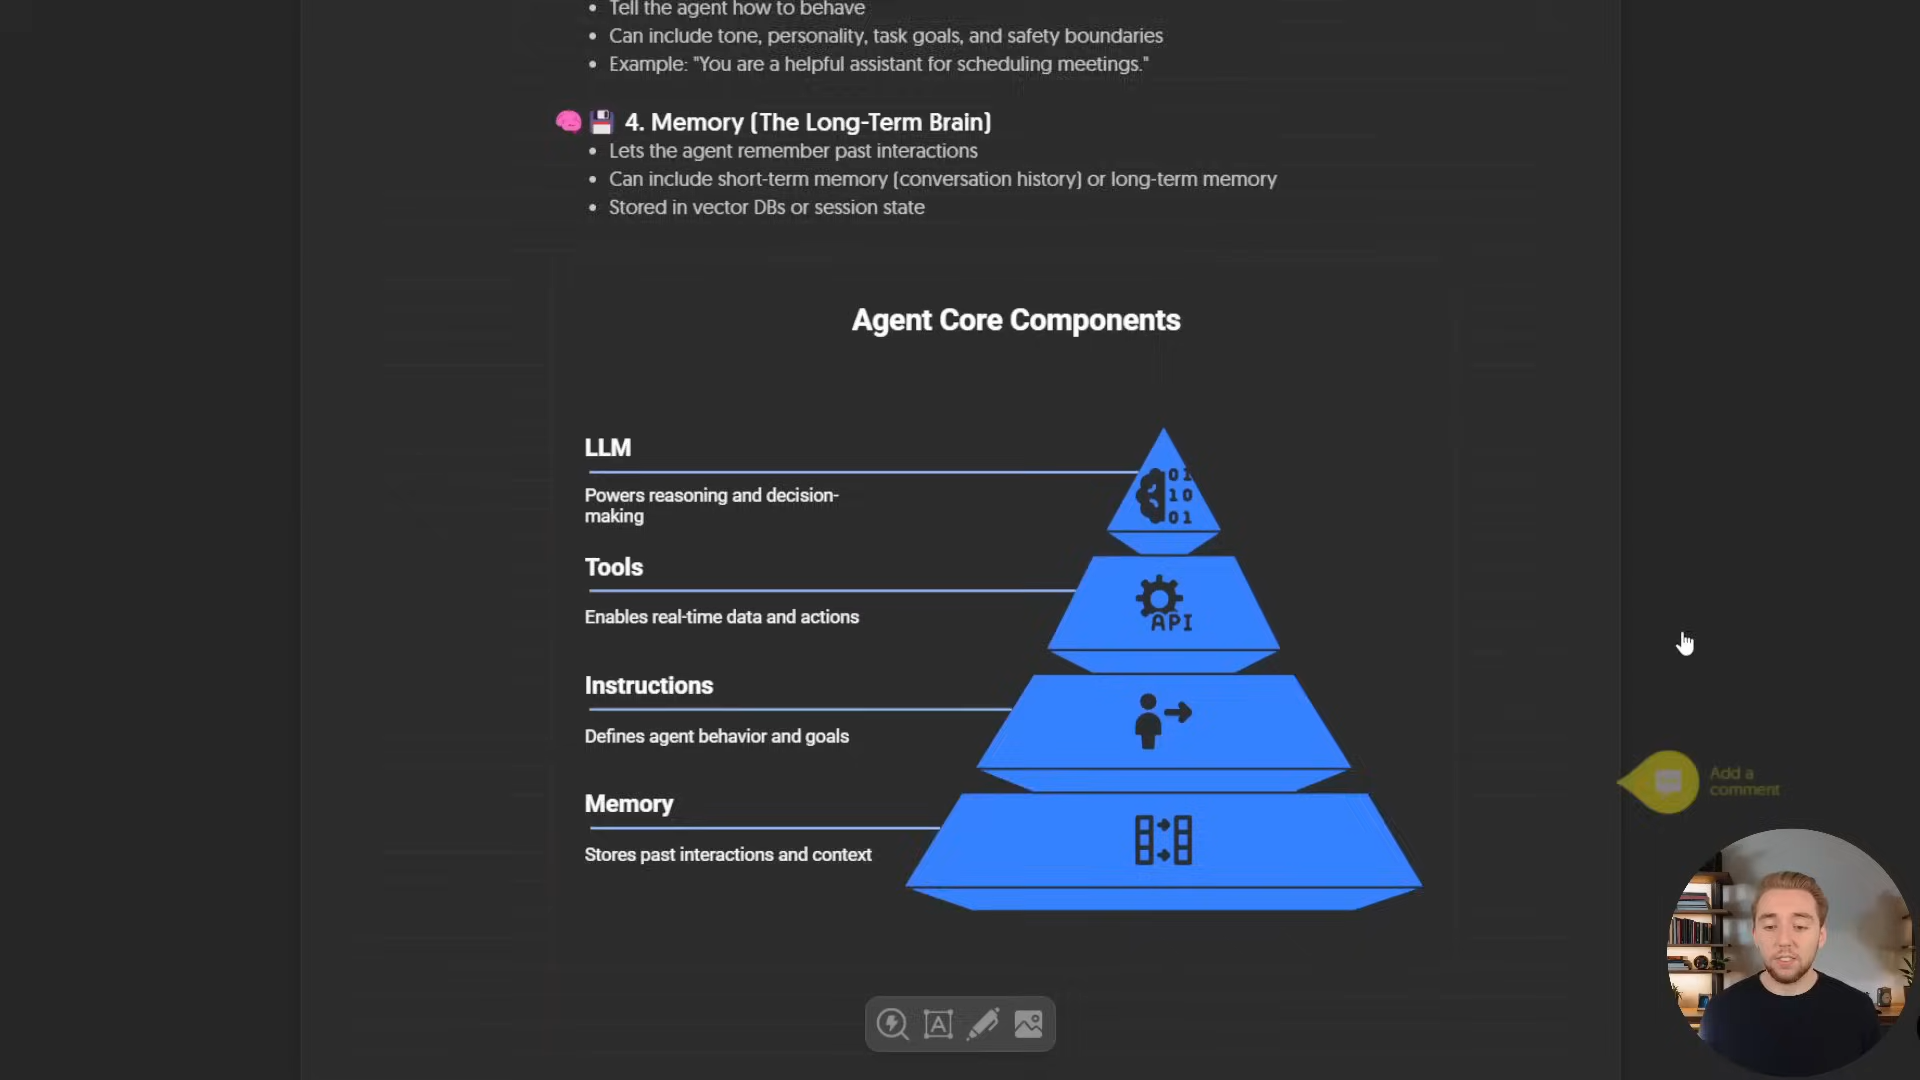 Tell the agent how to behave
Can include tone, personality, task goals, and safety boundaries
Example: "You are a helpful assistant for scheduling meetings."
4. Memory (The Long-Term Brain)
Lets the agent remember past interactions
Can include short-term memory (conversation history) or long-term memory
Stored in vector DBs or session state
Agent Core Components
LLM
Powers reasoning and decision-
making
01
10
01
Tools
Enables real-time data and actions
API
Instructions
Defines agent behavior and goals
Memory
Stores past interactions and context
Add a
comment
A